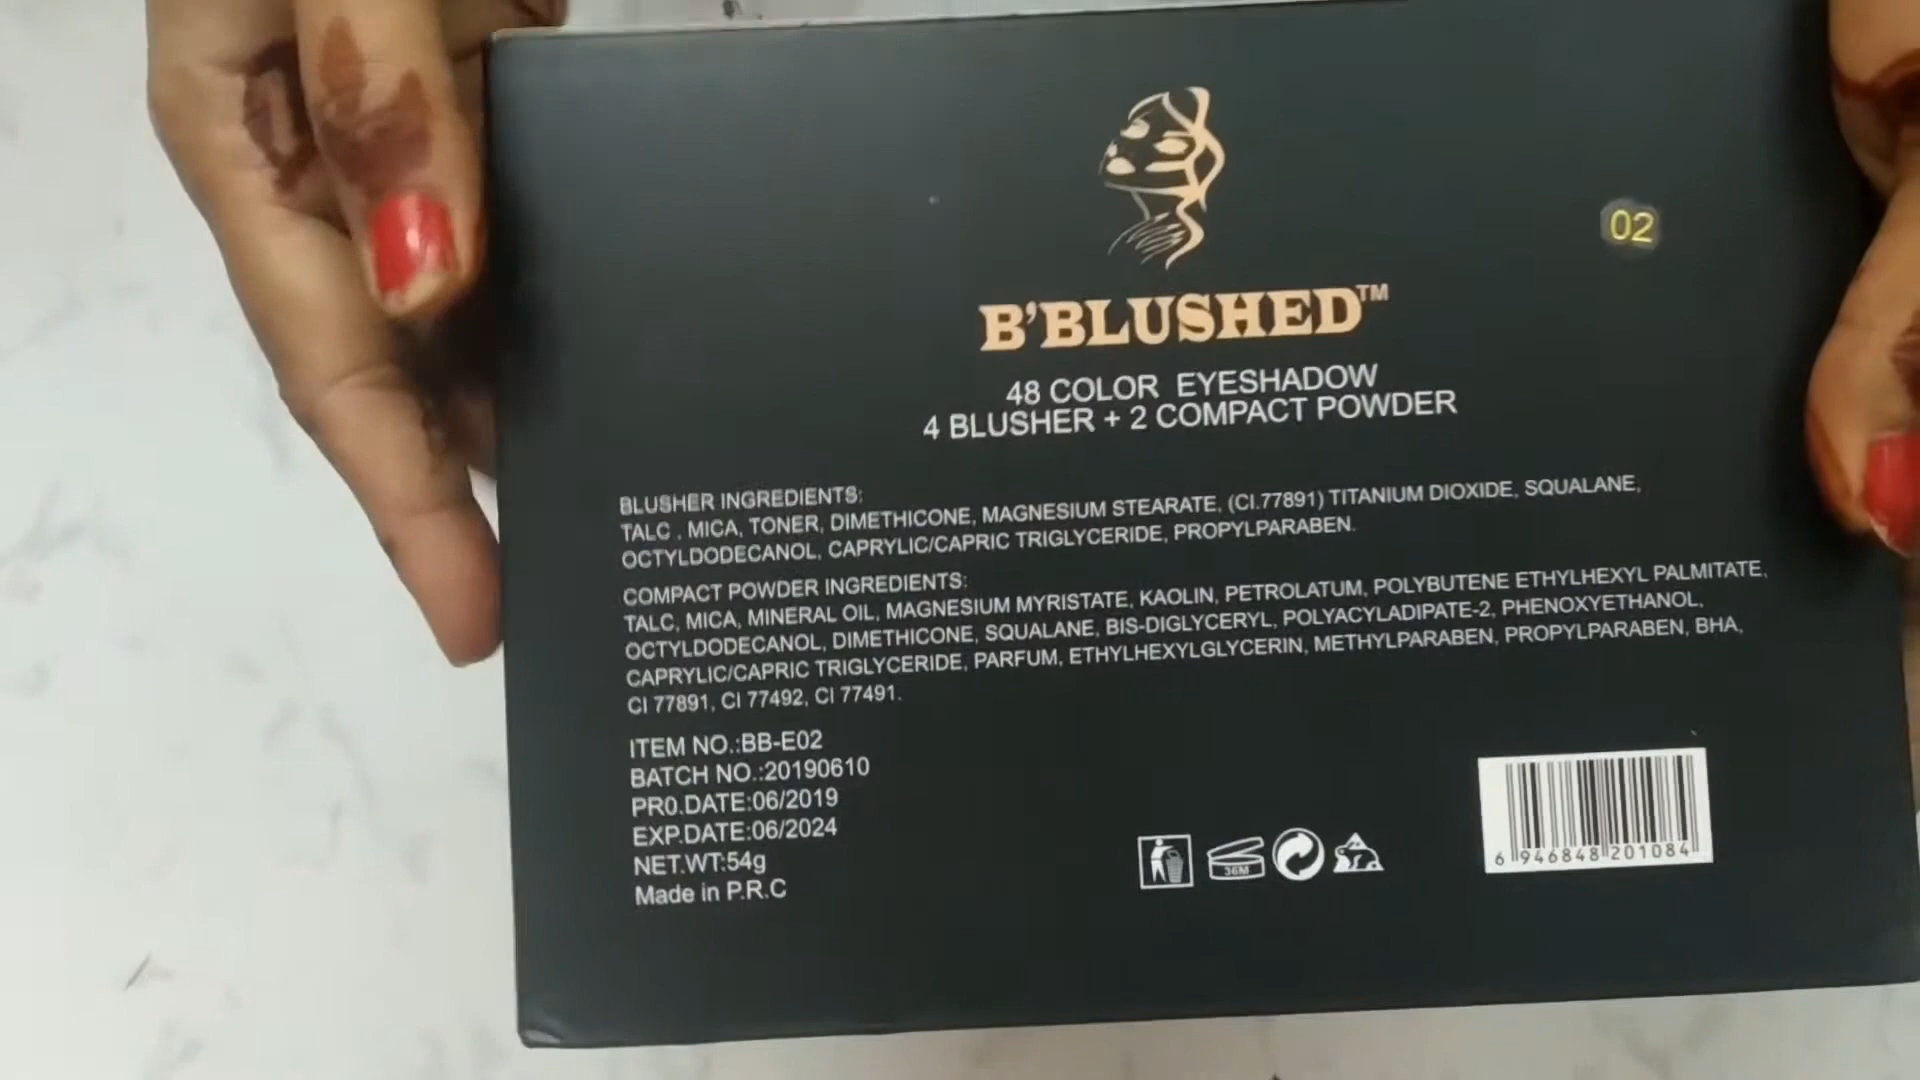 02
B'BLUSHED™
48 COLOR EYESHADOW
4 BLUSHER + 2 COMPACT POWDER
BLUSHER INGREDIENTS:
TALC , MICA, TONER, DIMETHICONE, MAGNESIUM STEARATE, (CI.77891) TITANIUM DIOXIDE, SQUALANE,
OCTYLDODECANOL, CAPRYLIC/CAPRIC TRIGLYCERIDE, PROPYLPARABEN.
COMPACT POWDER INGREDIENTS:
TALC, MICA, MINERAL OIL, MAGNESIUM MYRISTATE, KAOLIN, PETROLATUM, POLYBUTENE ETHYLHEXYL PALMITATE,
OCTYLDODECANOL, DIMETHICONE, SQUALANE, BIS-DIGLYCERYL, POLYACYLADIPATE-2, PHENOXYETHANOL,
CAPRYLIC/CAPRIC TRIGLYCERIDE, PARFUM, ETHYLHEXYLGLYCERIN, METHYLPARABEN, PROPYLPARABEN, BHA,
CI 77891, CI 77492, CI 77491.
ITEM NO.:BB-E02
BATCH NO.:20190610
PRO.DATE:06/2019
EXP.DATE:06/2024
NET.WT:54g
Made in P.R.C
36M
6 946848 201084